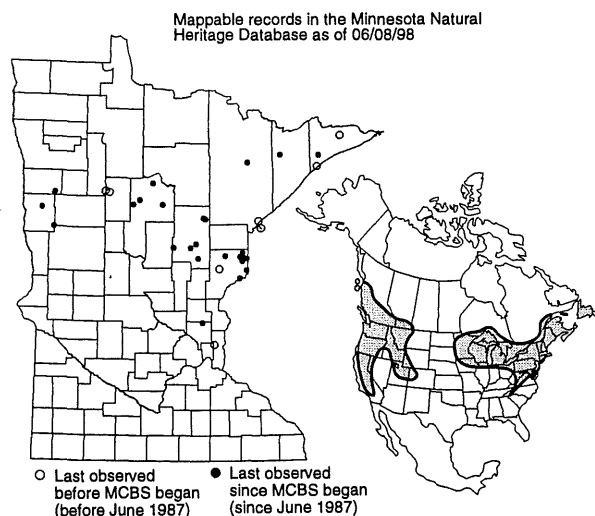 Mappable records in the Minnesota Natural
Heritage Database as of 06/08/98
Last observed
before MCBS began
(before June 1987)
Last observed
since MCBS began
(since June 1987)